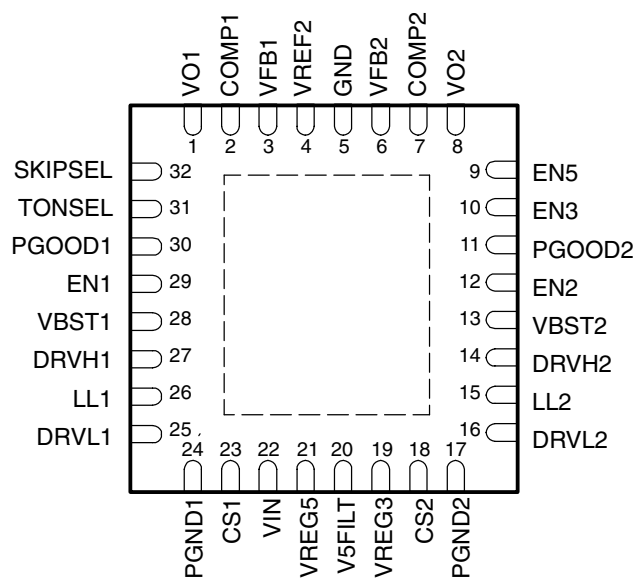 VO1 COMP1 VFB1 VREF2 GND VFB2 COMP2 VO2
1 2 3 4 5 6 7 8
SKIPSEL 32 9 EN5
TONSEL 31 10 EN3
PGOOD1 30 11 PGOOD2
EN1 29 12 EN2
VBST1 28 13 VBST2
DRVH1 27 14 DRVH2
LL1 26 15 LL2
DRVL1 25 16 DRVL2
24 23 22 21 20 19 18 17
PGND1 CS1 VIN VREG5 V5FILT VREG3 CS2 PGND2